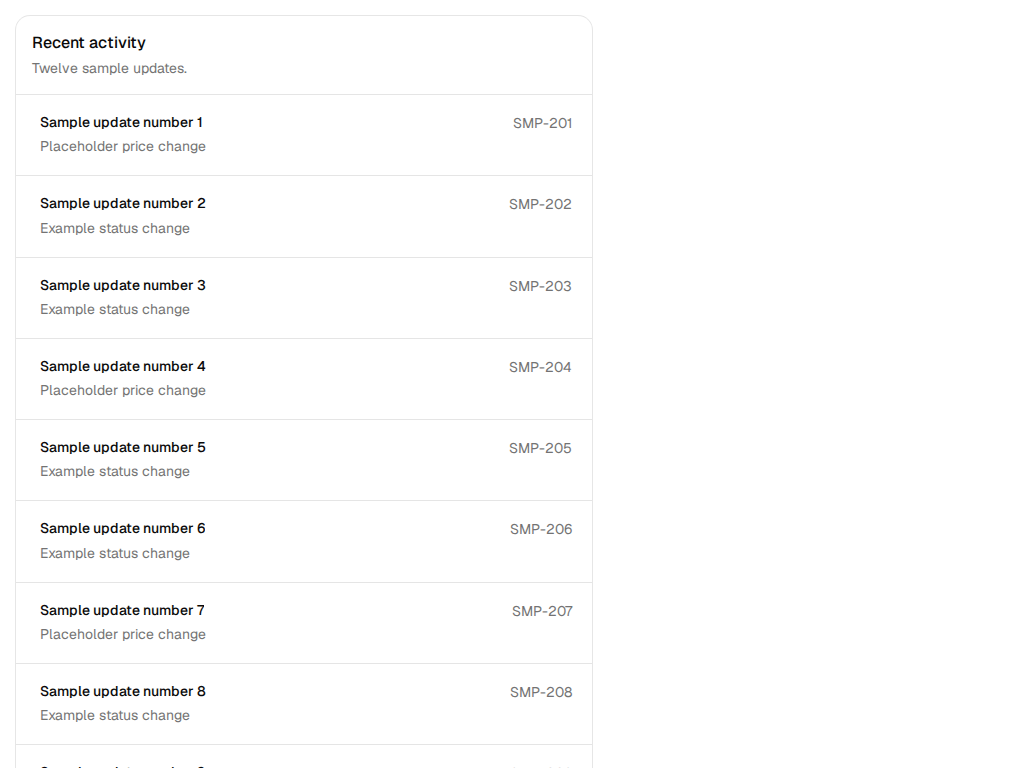 Recent activity
Twelve sample updates.
Sample update number 1 SMP-201
Placeholder price change
Sample update number 2 SMP-202
Example status change
Sample update number 3 SMP-203
Example status change
Sample update number 4 SMP-204
Placeholder price change
Sample update number 5 SMP-205
Example status change
Sample update number 6 SMP-206
Example status change
Sample update number 7 SMP-207
Placeholder price change
Sample update number 8 SMP-208
Example status change